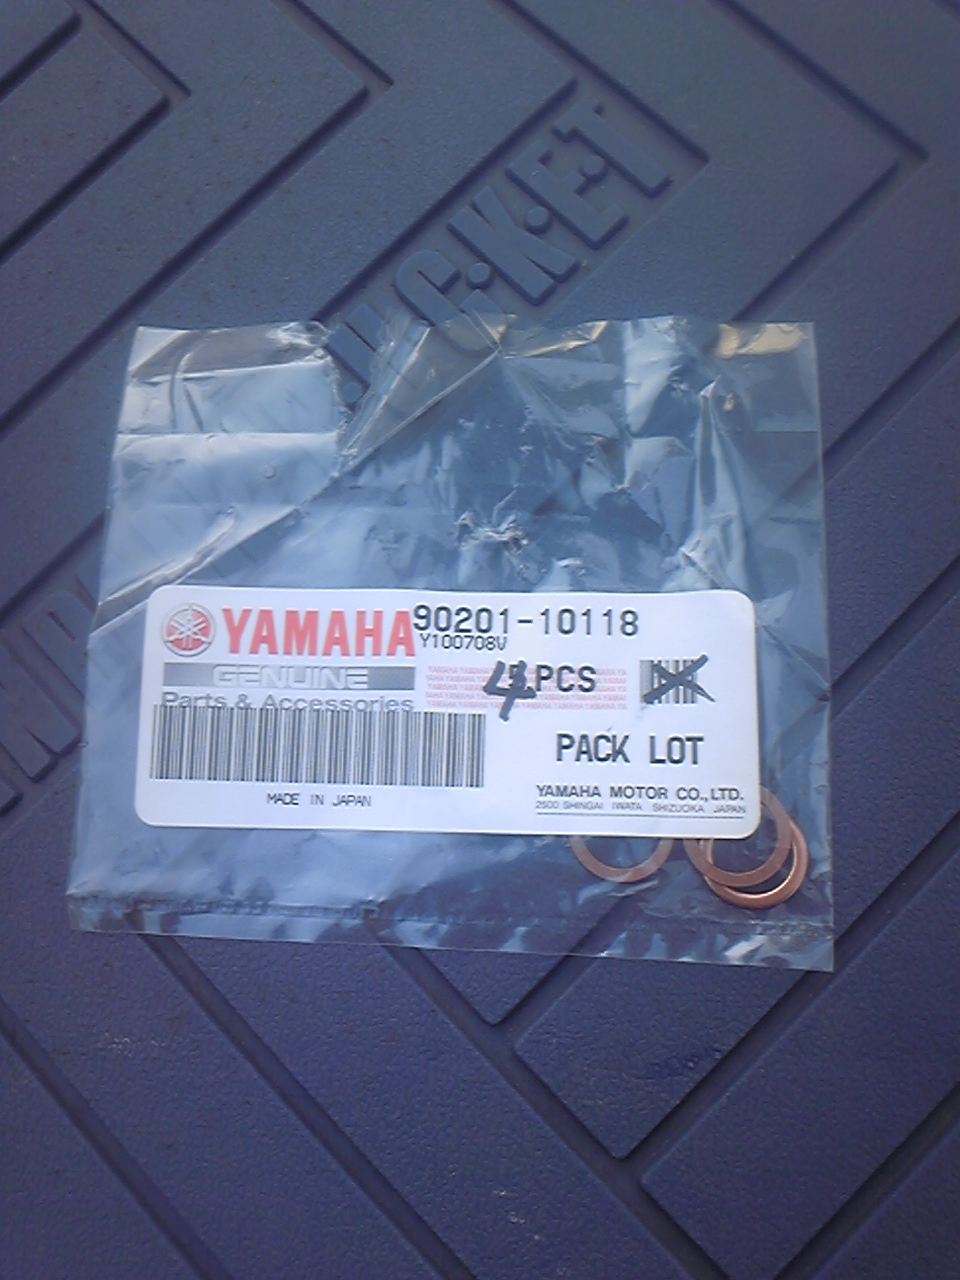 JACKET
YAMAHA 90201-10118
Y100708V
GENUINE
4 PCS
Parts & Accessories
PACK LOT
MADE IN JAPAN
YAMAHA MOTOR CO., LTD.
2500 SHINGAI IWATA SHIZUOKA JAPAN